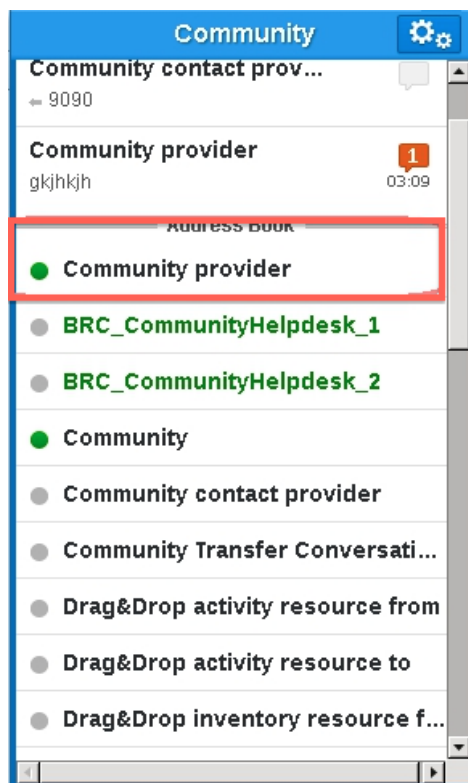 Community
Community contact prov...
9090
Community provider
1
gkjhkjh
03:09
Address Book
Community provider
BRC_CommunityHelpdesk_1
BRC_CommunityHelpdesk_2
Community
Community contact provider
Community Transfer Conversati...
Drag&Drop activity resource from
Drag&Drop activity resource to
Drag&Drop inventory resource f...